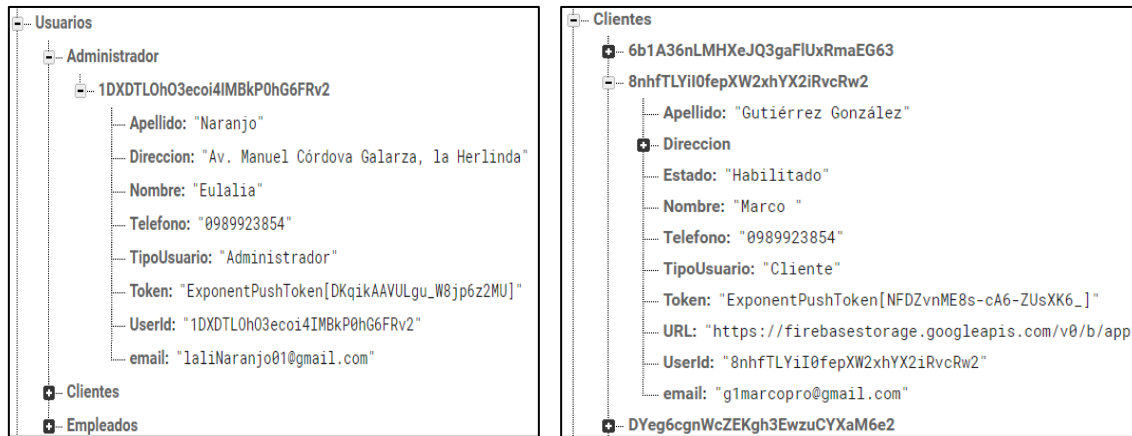 Usuarios
Administrador
1DXDTLOhO3ecoi4IMBkP0hG6FRv2
Apellido: "Naranjo"
Direccion: "Av. Manuel Córdova Galarza, la Herlinda"
Nombre: "Eulalia"
Telefono: "0989923854"
TipoUsuario: "Administrador"
Token: "ExponentPushToken[DKqikAAVULgu_W8jp6z2MU]"
UserId: "1DXDTLOhO3ecoi4IMBkP0hG6FRv2"
email: "laliNaranjo01@gmail.com"
Clientes
Empleados
Clientes
6b1A36nLMHXeJQ3gaFlUxRmaEG63
8nhfTLYiI0fepXW2xhYX2iRvcRw2
Apellido: "Gutiérrez González"
Direccion
Estado: "Habilitado"
Nombre: "Marco "
Telefono: "0989923854"
TipoUsuario: "Cliente"
Token: "ExponentPushToken[NFDZvnME8s-cA6-ZUsXK6_]"
URL: "https://firebasestorage.googleapis.com/v0/b/app
UserId: "8nhfTLYiI0fepXW2xhYX2iRvcRw2"
email: "g1marcopro@gmail.com"
DYeg6cgnWcZEKgh3EwzuCYXaM6e2